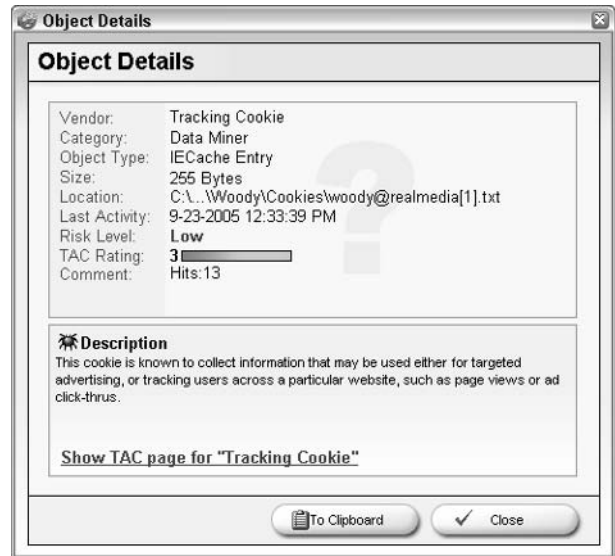 Object Details
Object Details
Vendor: Tracking Cookie
Category: Data Miner
Object Type: IECache Entry
Size: 255 Bytes
Location: C:\...\Woody\Cookies\woody@realmedia[1].txt
Last Activity: 9-23-2005 12:33:39 PM
Risk Level: Low
TAC Rating: 3
Comment: Hits:13
Description
This cookie is known to collect information that may be used either for targeted
advertising, or tracking users across a particular website, such as page views or ad
click-thrus.
Show TAC page for "Tracking Cookie"
To Clipboard
Close